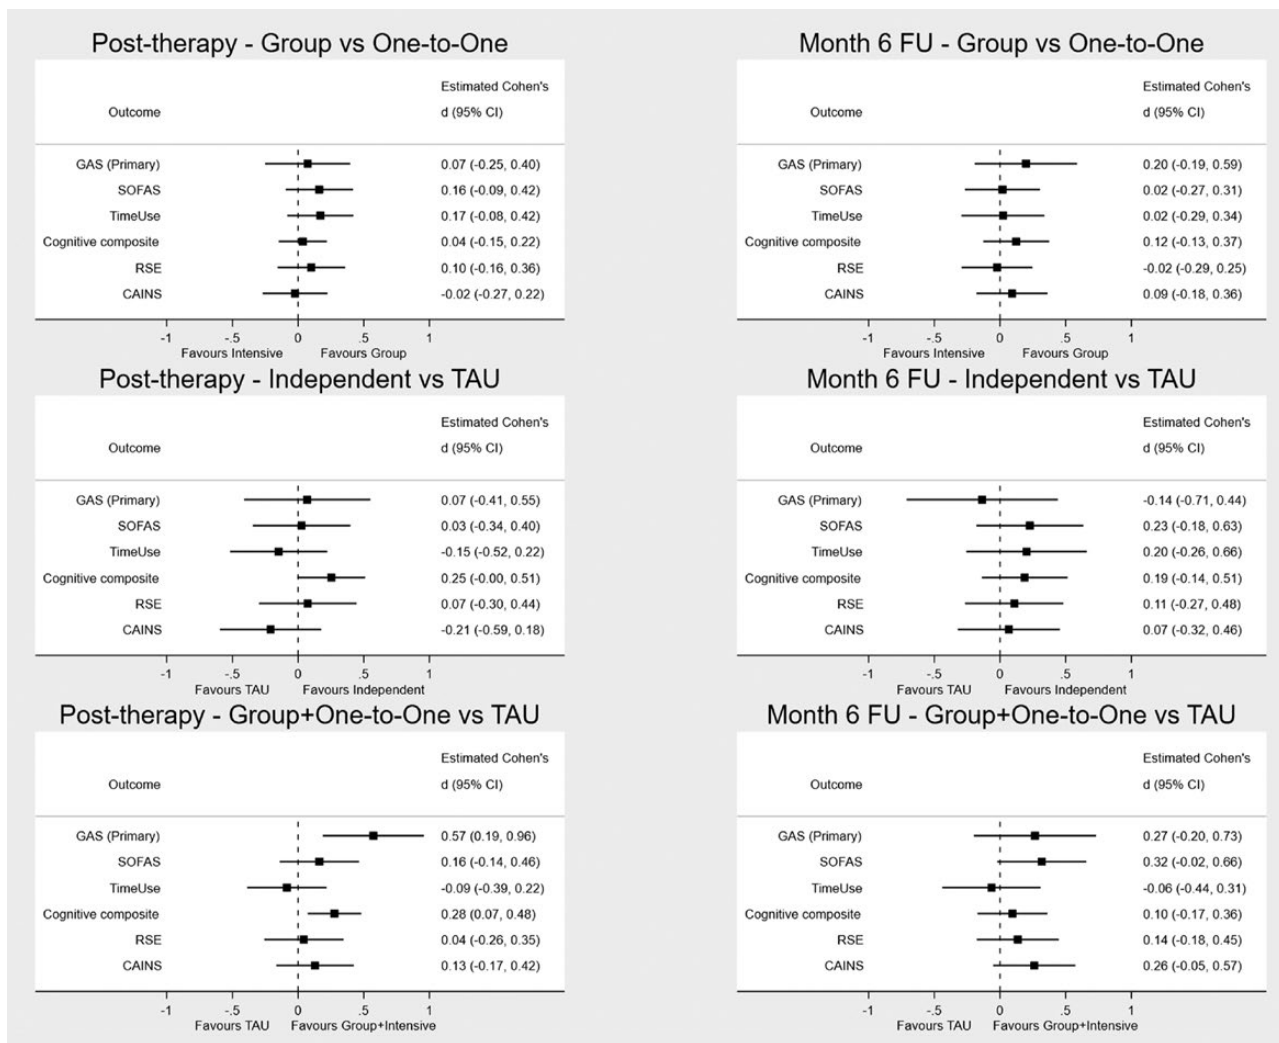 Post-therapy - Group vs One-to-One
Estimated Cohen's
Outcome d (95% CI)
GAS (Primary) 0.07 (-0.25, 0.40)
SOFAS 0.16 (-0.09, 0.42)
TimeUse 0.17 (-0.08, 0.42)
Cognitive composite 0.04 (-0.15, 0.22)
RSE 0.10 (-0.16, 0.36)
CAINS -0.02 (-0.27, 0.22)
-1 -.5 0 .5 1
Favours Intensive Favours Group
Month 6 FU - Group vs One-to-One
Estimated Cohen's
Outcome d (95% CI)
GAS (Primary) 0.20 (-0.19, 0.59)
SOFAS 0.02 (-0.27, 0.31)
TimeUse 0.02 (-0.29, 0.34)
Cognitive composite 0.12 (-0.13, 0.37)
RSE -0.02 (-0.29, 0.25)
CAINS 0.09 (-0.18, 0.36)
-1 -.5 0 .5 1
Favours Intensive Favours Group
Post-therapy - Independent vs TAU
Estimated Cohen's
Outcome d (95% CI)
GAS (Primary) 0.07 (-0.41, 0.55)
SOFAS 0.03 (-0.34, 0.40)
TimeUse -0.15 (-0.52, 0.22)
Cognitive composite 0.25 (-0.00, 0.51)
RSE 0.07 (-0.30, 0.44)
CAINS -0.21 (-0.59, 0.18)
-1 -.5 0 .5 1
Favours TAU Favours Independent
Month 6 FU - Independent vs TAU
Estimated Cohen's
Outcome d (95% CI)
GAS (Primary) -0.14 (-0.71, 0.44)
SOFAS 0.23 (-0.18, 0.63)
TimeUse 0.20 (-0.26, 0.66)
Cognitive composite 0.19 (-0.14, 0.51)
RSE 0.11 (-0.27, 0.48)
CAINS 0.07 (-0.32, 0.46)
-1 -.5 0 .5 1
Favours TAU Favours Independent
Post-therapy - Group+One-to-One vs TAU
Estimated Cohen's
Outcome d (95% CI)
GAS (Primary) 0.57 (0.19, 0.96)
SOFAS 0.16 (-0.14, 0.46)
TimeUse -0.09 (-0.39, 0.22)
Cognitive composite 0.28 (0.07, 0.48)
RSE 0.04 (-0.26, 0.35)
CAINS 0.13 (-0.17, 0.42)
-1 -.5 0 .5 1
Favours TAU Favours Group+Intensive
Month 6 FU - Group+One-to-One vs TAU
Estimated Cohen's
Outcome d (95% CI)
GAS (Primary) 0.27 (-0.20, 0.73)
SOFAS 0.32 (-0.02, 0.66)
TimeUse -0.06 (-0.44, 0.31)
Cognitive composite 0.10 (-0.17, 0.36)
RSE 0.14 (-0.18, 0.45)
CAINS 0.26 (-0.05, 0.57)
-1 -.5 0 .5 1
Favours TAU Favours Group+Intensive